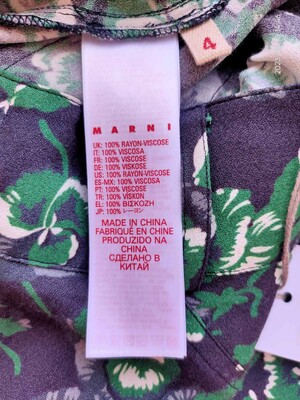 4
MARNI
UK: 100% RAYON-VISCOSE
IT: 100% VISCOSA
FR: 100% VISCOSE
DE: 100% VISKOSE
US: 100% RAYON-VISCOSE
ES-MX: 100% VISCOSA
PT: 100% VISCOSE
TR: 100% VISKON
EL: 100% ΒΙΣΚΟΖΗ
JP: 100% レーヨン
MADE IN CHINA
FABRIQUÉ EN CHINE
PRODUZIDO NA
CHINA
СДЕЛАНО В
КИТАЙ